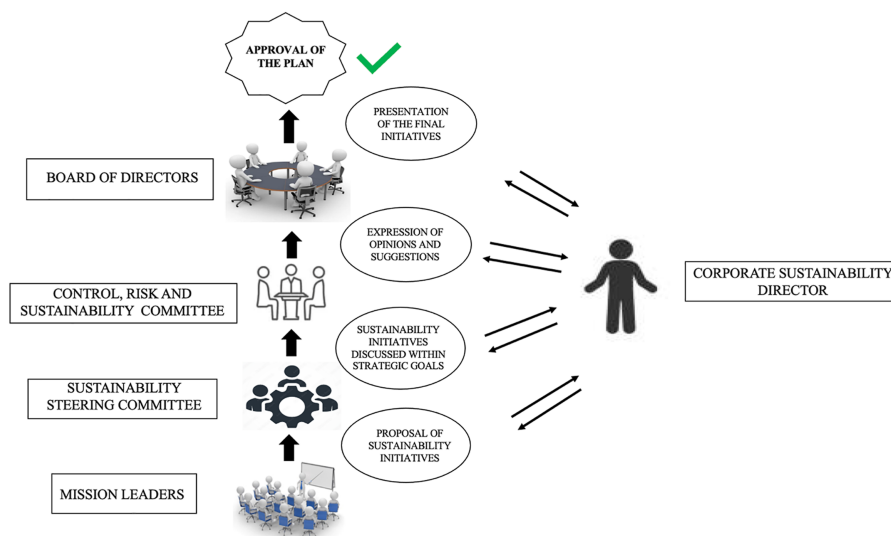 APPROVAL OF
THE PLAN
PRESENTATION
OF THE FINAL
INITIATIVES
BOARD OF DIRECTORS
EXPRESSION OF
OPINIONS AND
SUGGESTIONS
CORPORATE SUSTAINABILITY
DIRECTOR
CONTROL, RISK AND
SUSTAINABILITY COMMITTEE
SUSTAINABILITY
INITIATIVES
DISCUSSED WITHIN
STRATEGIC GOALS
SUSTAINABILITY
STEERING COMMITTEE
PROPOSAL OF
SUSTAINABILITY
INITIATIVES
MISSION LEADERS